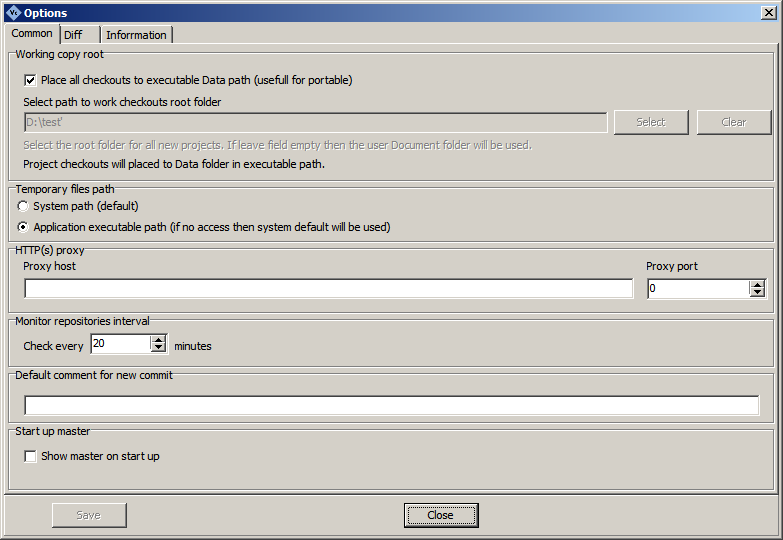 Options
Common Diff Information
Working copy root
Place all checkouts to executable Data path (usefull for portable)
Select path to work checkouts root folder
D:\test'
Select Clear
Select the root folder for all new projects. If leave field empty then the user Document folder will be used.
Project checkouts will placed to Data folder in executable path.
Temporary files path
System path (default)
Application executable path (if no access then system default will be used)
HTTP(s) proxy
Proxy host Proxy port
0
Monitor repositories interval
Check every 20 minutes
Default comment for new commit
Start up master
Show master on start up
Save Close